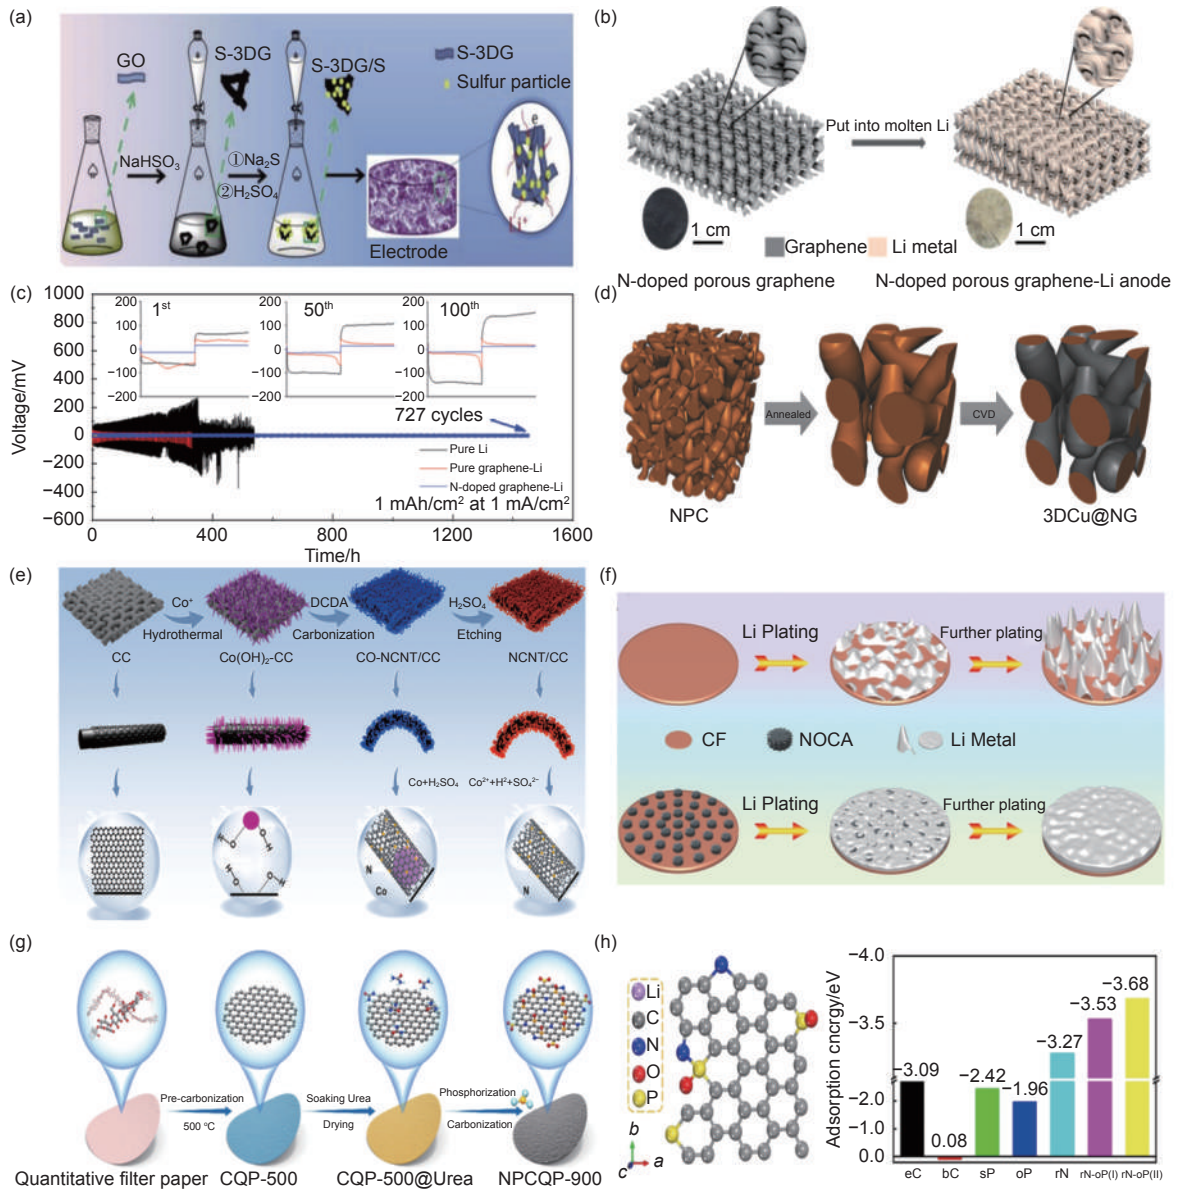 (a)
GO
S-3DG
S-3DG/S
S-3DG
Sulfur particle
NaHSO₃
①Na₂S
②H₂SO₄
e
Li⁺
Electrode
(b)
Put into molten Li
1 cm
1 cm
Graphene
Li metal
N-doped porous graphene
N-doped porous graphene-Li anode
(c)
1000
800
600
400
200
0
−200
−400
−600
Voltage/mV
200
100
0
−100
−200
1st
200
100
0
−100
−200
50th
200
100
0
−100
−200
100th
727 cycles
Pure Li
Pure graphene-Li
N-doped graphene-Li
1 mAh/cm² at 1 mA/cm²
0
400
800
1200
1600
Time/h
(d)
Annealed
CVD
NPC
3DCu@NG
(e)
Co⁺
Hydrothermal
DCDA
Carbonization
H₂SO₄
Etching
CC
Co(OH)₂-CC
CO-NCNT/CC
NCNT/CC
Co+H₂SO₄
Co²⁺+H²+SO₄²⁻
H
O
O
H
H
O
O
H
N
Co
N
(f)
Li Plating
Further plating
CF
NOCA
Li Metal
Li Plating
Further plating
(g)
Pre-carbonization
500 °C
Soaking Urea
Drying
Phosphorization
Carbonization
Quantitative filter paper
CQP-500
CQP-500@Urea
NPCQP-900
(h)
Li
C
N
O
P
b
c
a
Adsorption cncrgy/eV
−4.0
−3.5
−2.0
−1.0
0.0
−3.09
0.08
−2.42
−1.96
−3.27
−3.53
−3.68
eC
bC
sP
oP
rN
rN-oP(I)
rN-oP(II)